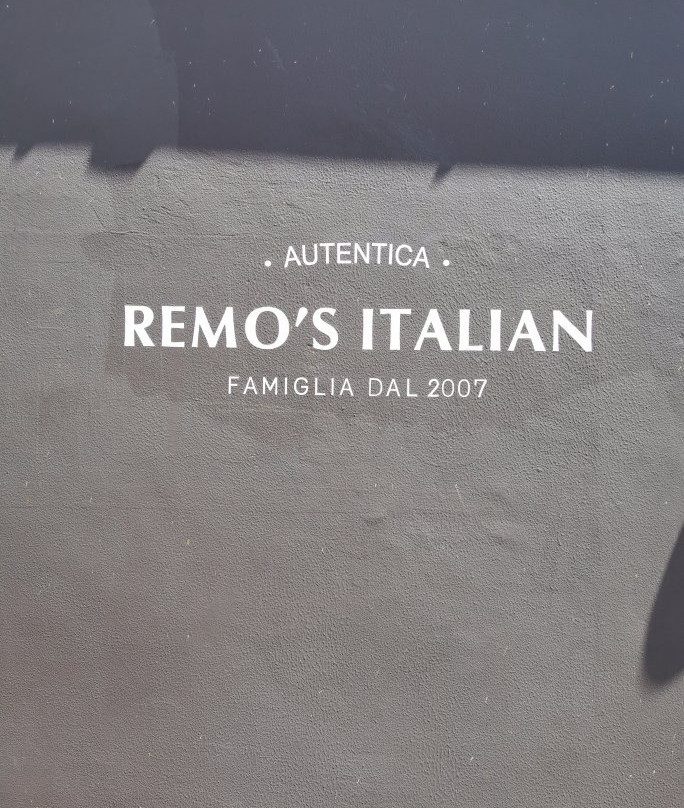 . AUTENTICA .
REMO'S ITALIAN
FAMIGLIA DAL 2007